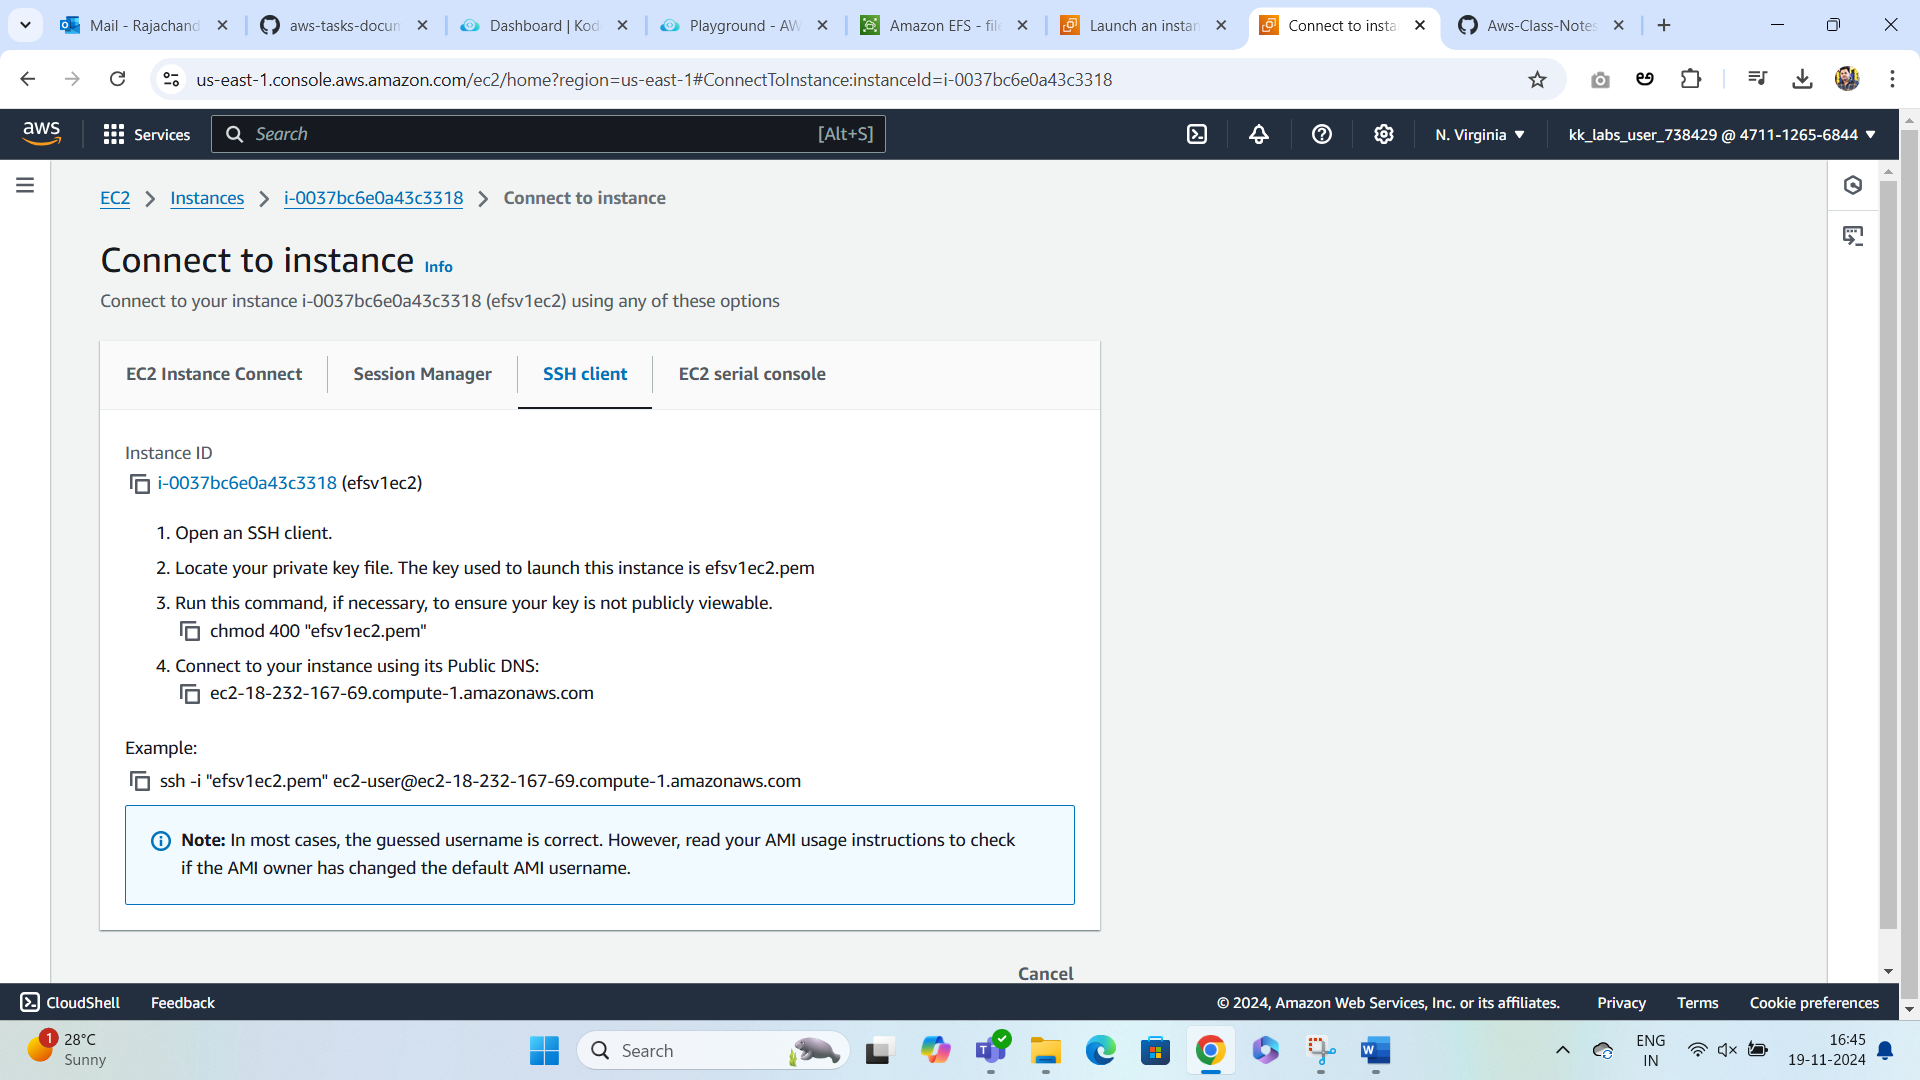 Mail - Rajachand
aws-tasks-docum
Dashboard | Kod
Playground - AW
Amazon EFS - file
Launch an instan
Connect to insta
Aws-Class-Notes
us-east-1.console.aws.amazon.com/ec2/home?region=us-east-1#ConnectToInstance:instanceId=i-0037bc6e0a43c3318
aws
Services
Search
[Alt+S]
N. Virginia
kk_labs_user_738429 @ 4711-1265-6844
EC2
Instances
i-0037bc6e0a43c3318
Connect to instance
Connect to instance Info
Connect to your instance i-0037bc6e0a43c3318 (efsv1ec2) using any of these options
EC2 Instance Connect
Session Manager
SSH client
EC2 serial console
Instance ID
i-0037bc6e0a43c3318 (efsv1ec2)
1. Open an SSH client.
2. Locate your private key file. The key used to launch this instance is efsv1ec2.pem
3. Run this command, if necessary, to ensure your key is not publicly viewable.
chmod 400 "efsv1ec2.pem"
4. Connect to your instance using its Public DNS:
ec2-18-232-167-69.compute-1.amazonaws.com
Example:
ssh -i "efsv1ec2.pem" ec2-user@ec2-18-232-167-69.compute-1.amazonaws.com
Note: In most cases, the guessed username is correct. However, read your AMI usage instructions to check
if the AMI owner has changed the default AMI username.
Cancel
CloudShell
Feedback
© 2024, Amazon Web Services, Inc. or its affiliates.
Privacy
Terms
Cookie preferences
1
28°C
Sunny
Search
ENG
IN
16:45
19-11-2024